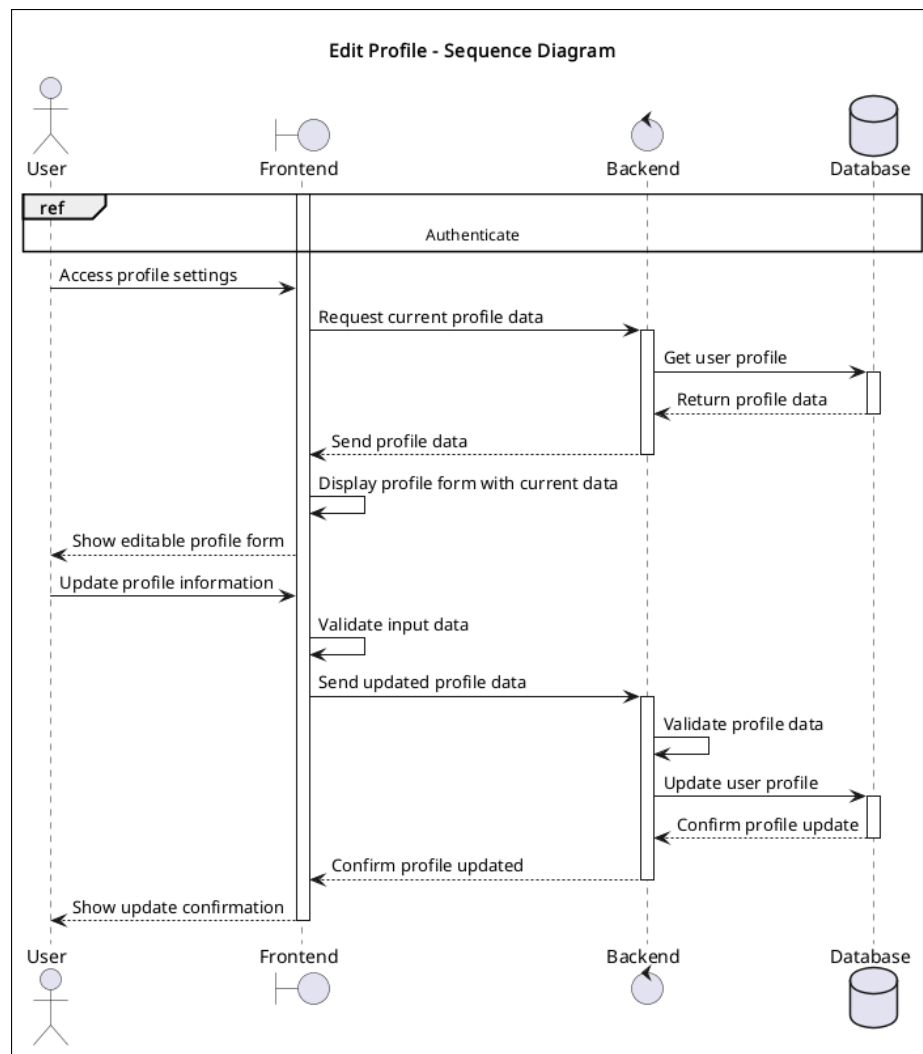 Edit Profile - Sequence Diagram
User
Frontend
Backend
Database
ref
Authenticate
Access profile settings
Request current profile data
Get user profile
Return profile data
Send profile data
Display profile form with current data
Show editable profile form
Update profile information
Validate input data
Send updated profile data
Validate profile data
Update user profile
Confirm profile update
Confirm profile updated
Show update confirmation
User
Frontend
Backend
Database